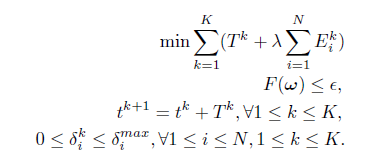 min ∑_{k=1}^{K} (T^k + λ ∑_{i=1}^{N} E_i^k)
F(ω) ≤ ϵ,
t^{k+1} = t^k + T^k, ∀1 ≤ k ≤ K,
0 ≤ δ_i^k ≤ δ_i^{max}, ∀1 ≤ i ≤ N, 1 ≤ k ≤ K.